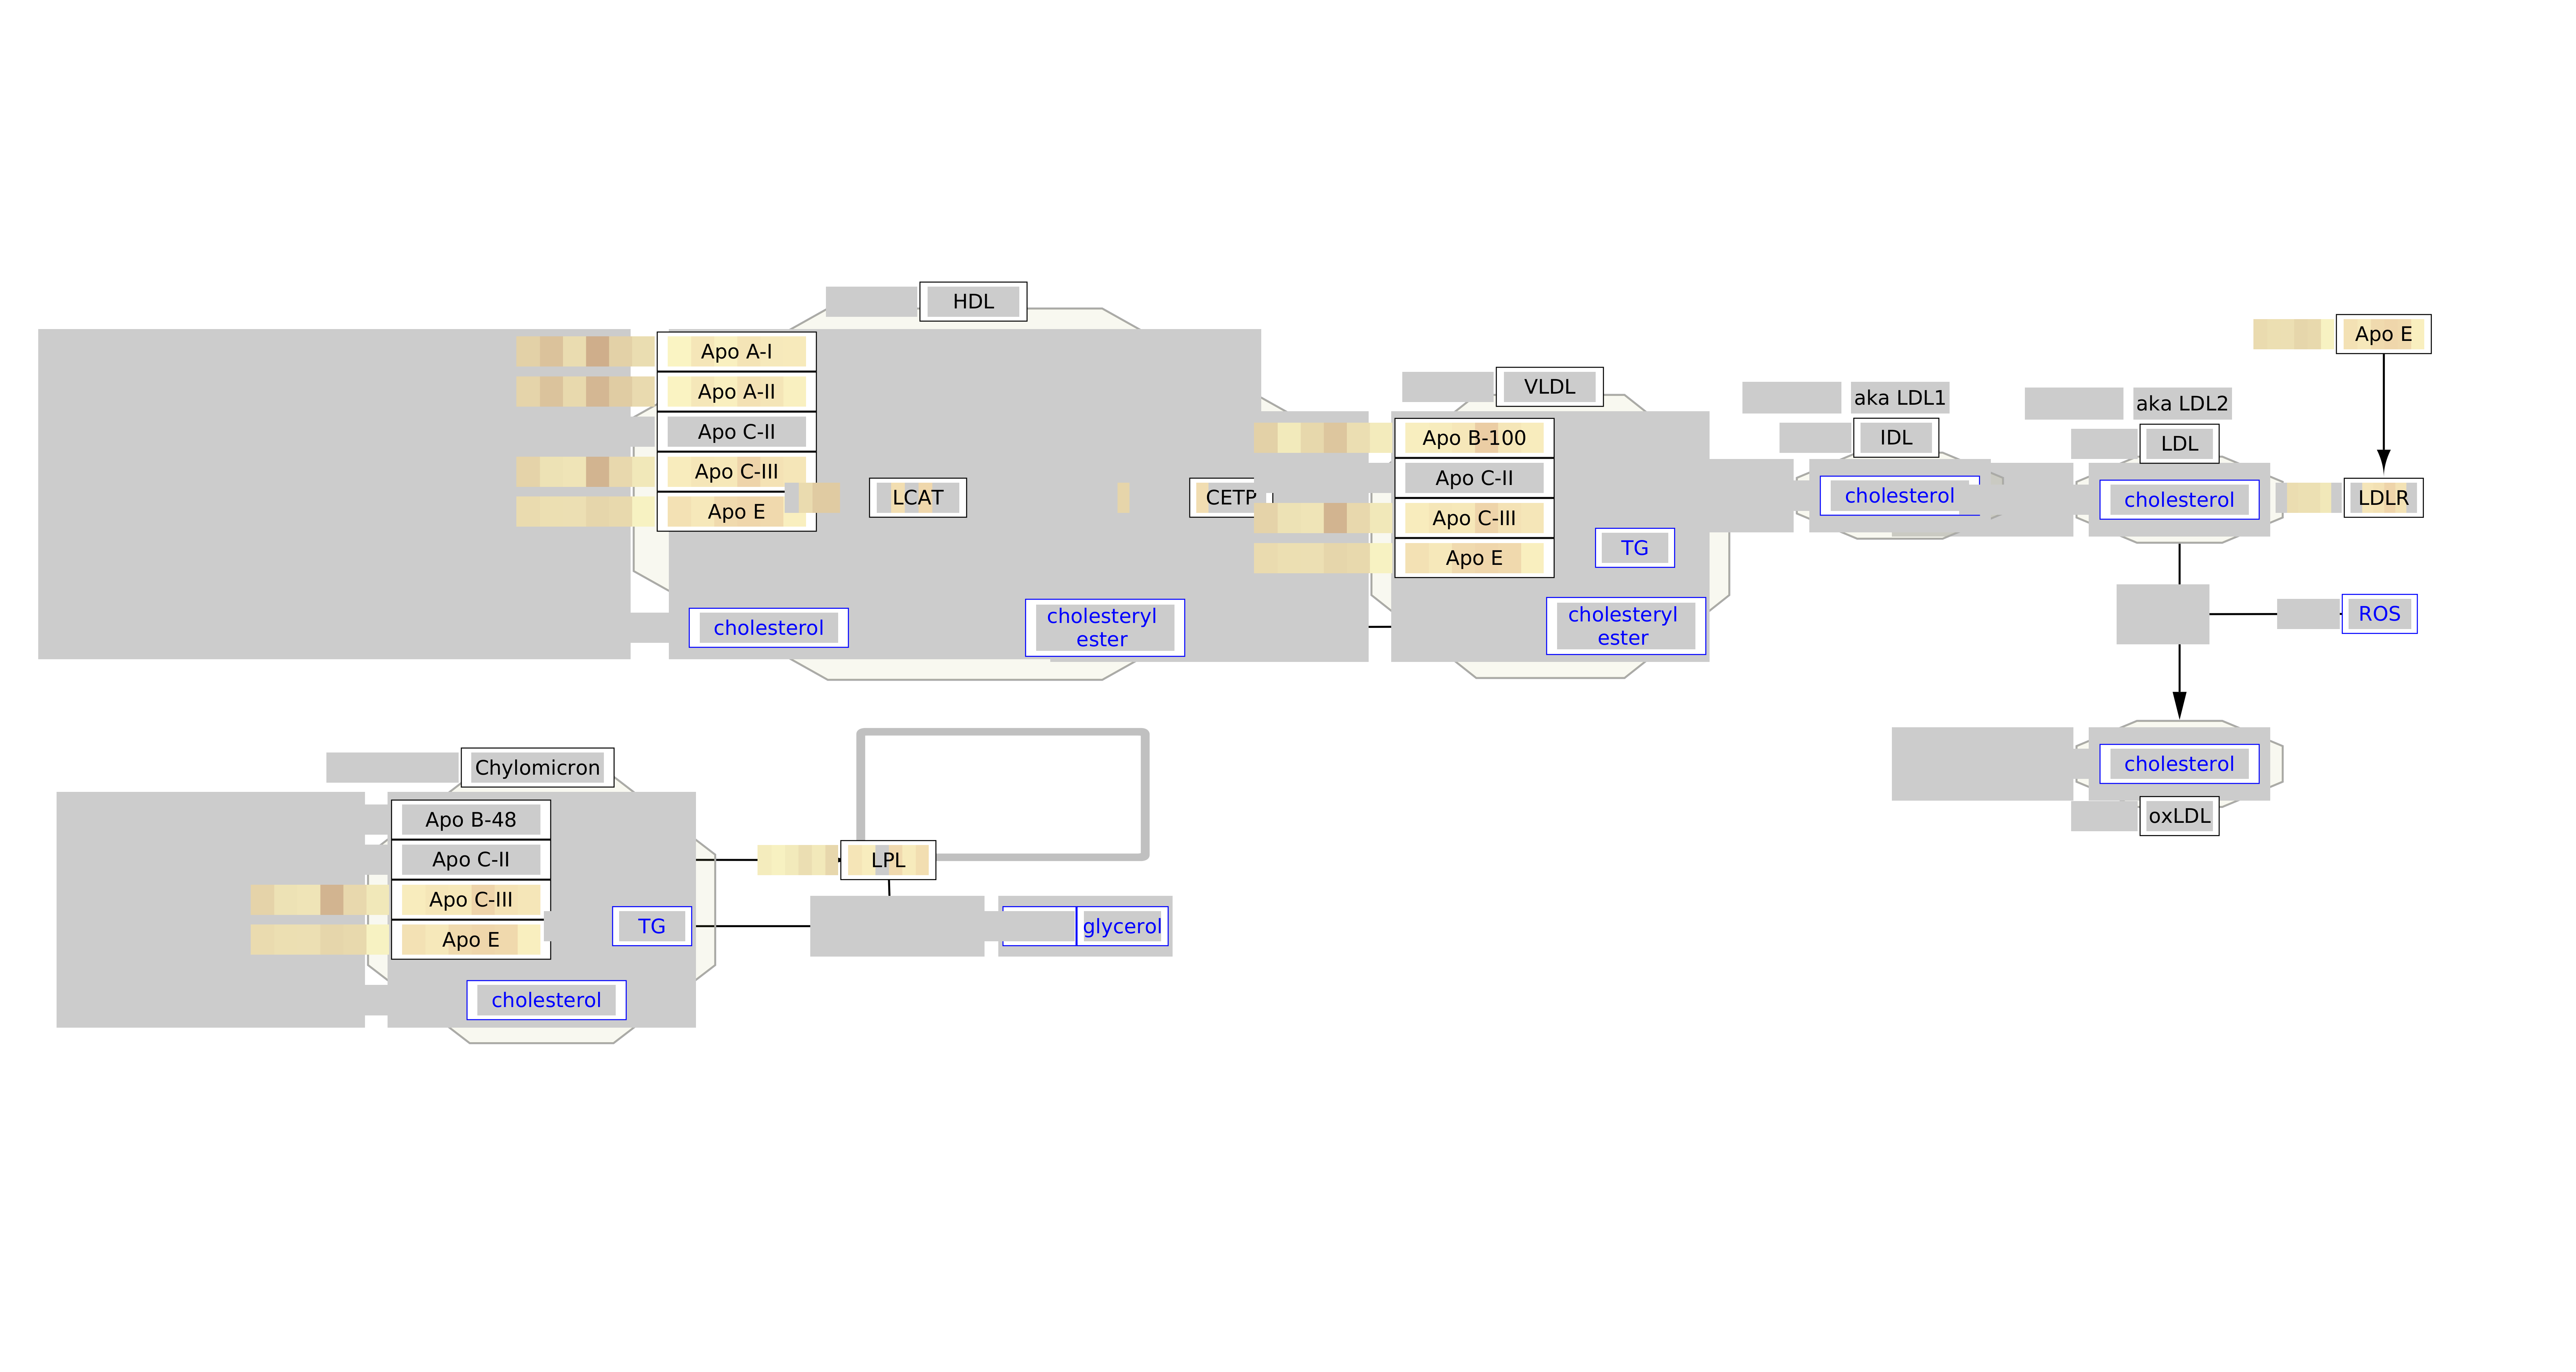 HDL
Apo A-I
Apo A-II
Apo C-II
Apo C-III
Apo E
LCAT
CETP
cholesterol
cholesteryl
ester
VLDL
Apo B-100
Apo C-II
Apo C-III
Apo E
TG
cholesteryl
ester
aka LDL1
IDL
cholesterol
aka LDL2
LDL
cholesterol
Apo E
LDLR
ROS
cholesterol
oxLDL
Chylomicron
Apo B-48
Apo C-II
Apo C-III
Apo E
TG
cholesterol
LPL
glycerol